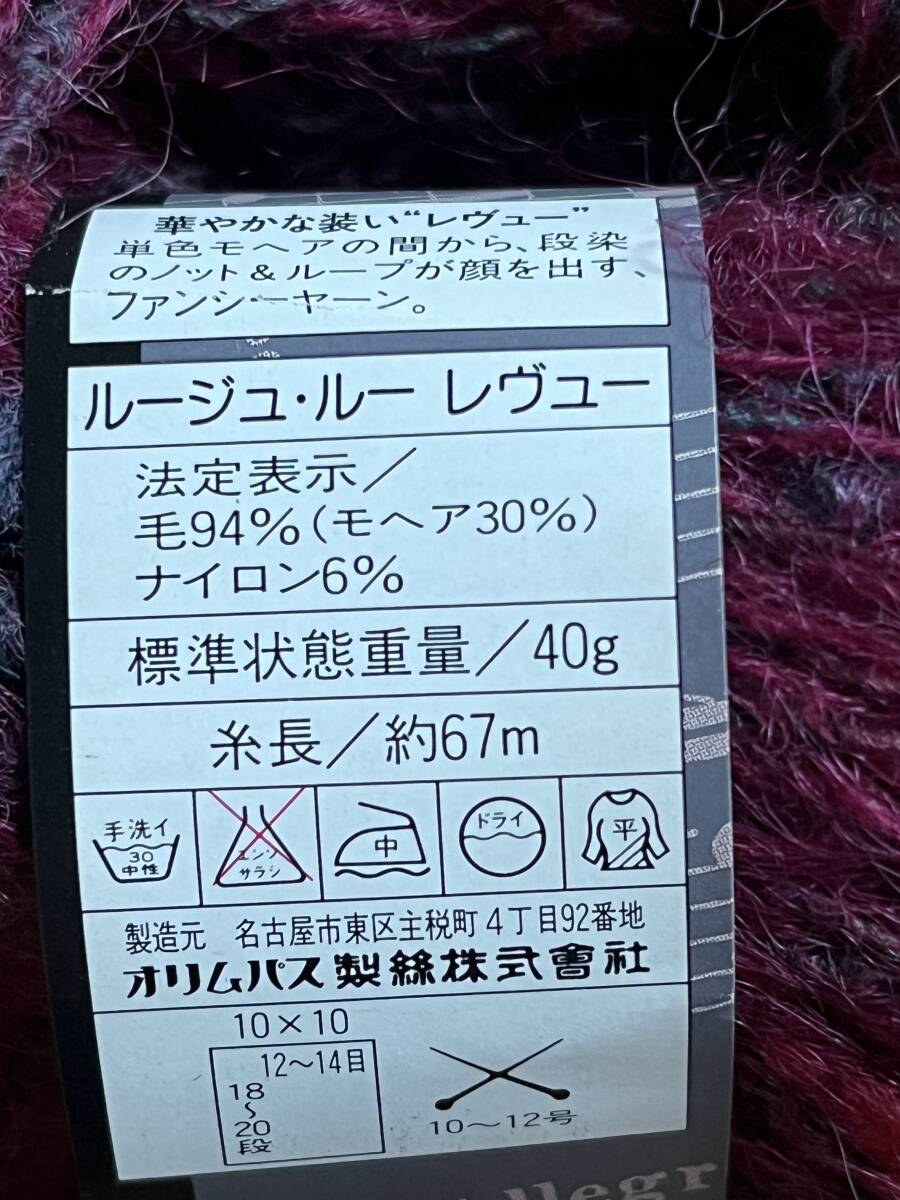 華やかな装い“レヴュー”
単色モヘアの間から、段染
のノット＆ループが顔を出す、
ファンシーヤーン。
ルージュ・ルー レヴュー
法定表示／
毛94%（モヘア30%）
ナイロン6%
標準状態重量／40g
糸長／約67m
手洗イ
30
中性
エンソ
サラシ
中
ドライ
平
製造元 名古屋市東区主税町4丁目92番地
オリムパス製絲株式會社
10×10
12〜14目
18
〜
20
段
10〜12号
llegr